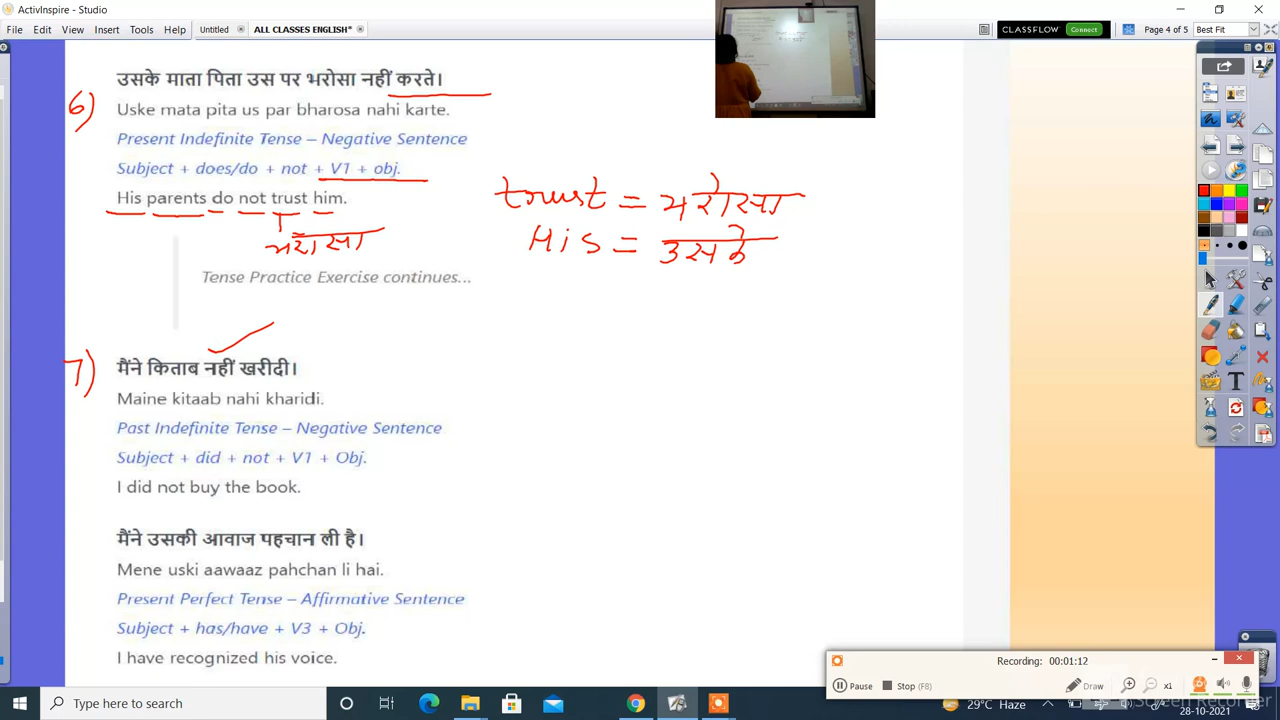 ActivInspire - Studio
File Edit View Insert Tools Help Untitled ALL CLASSES ENGLISH* CLASSFLOW Connect Page 4 of 5 Best Fit
6) उसके माता पिता उस पर भरोसा नहीं करते।
Uske mata pita us par bharosa nahi karte.
Present Indefinite Tense – Negative Sentence
Subject + does/do + not + V1 + obj.
His parents do not trust him.
भरोसा
trust = भरोसा
His = उसके
Tense Practice Exercise continues...
7) मैंने किताब नहीं खरीदी।
Maine kitaab nahi kharidi.
Past Indefinite Tense – Negative Sentence
Subject + did + not + V1 + Obj.
I did not buy the book.
मैंने उसकी आवाज पहचान ली है।
Mene uski aawaaz pahchan li hai.
Present Perfect Tense – Affirmative Sentence
Subject + has/have + V3 + Obj.
I have recognized his voice.
Recording: 00:01:12
Pause Stop (F8) Draw x1
Type here to search
29°C Haze
28-10-2021
Screen Recorder